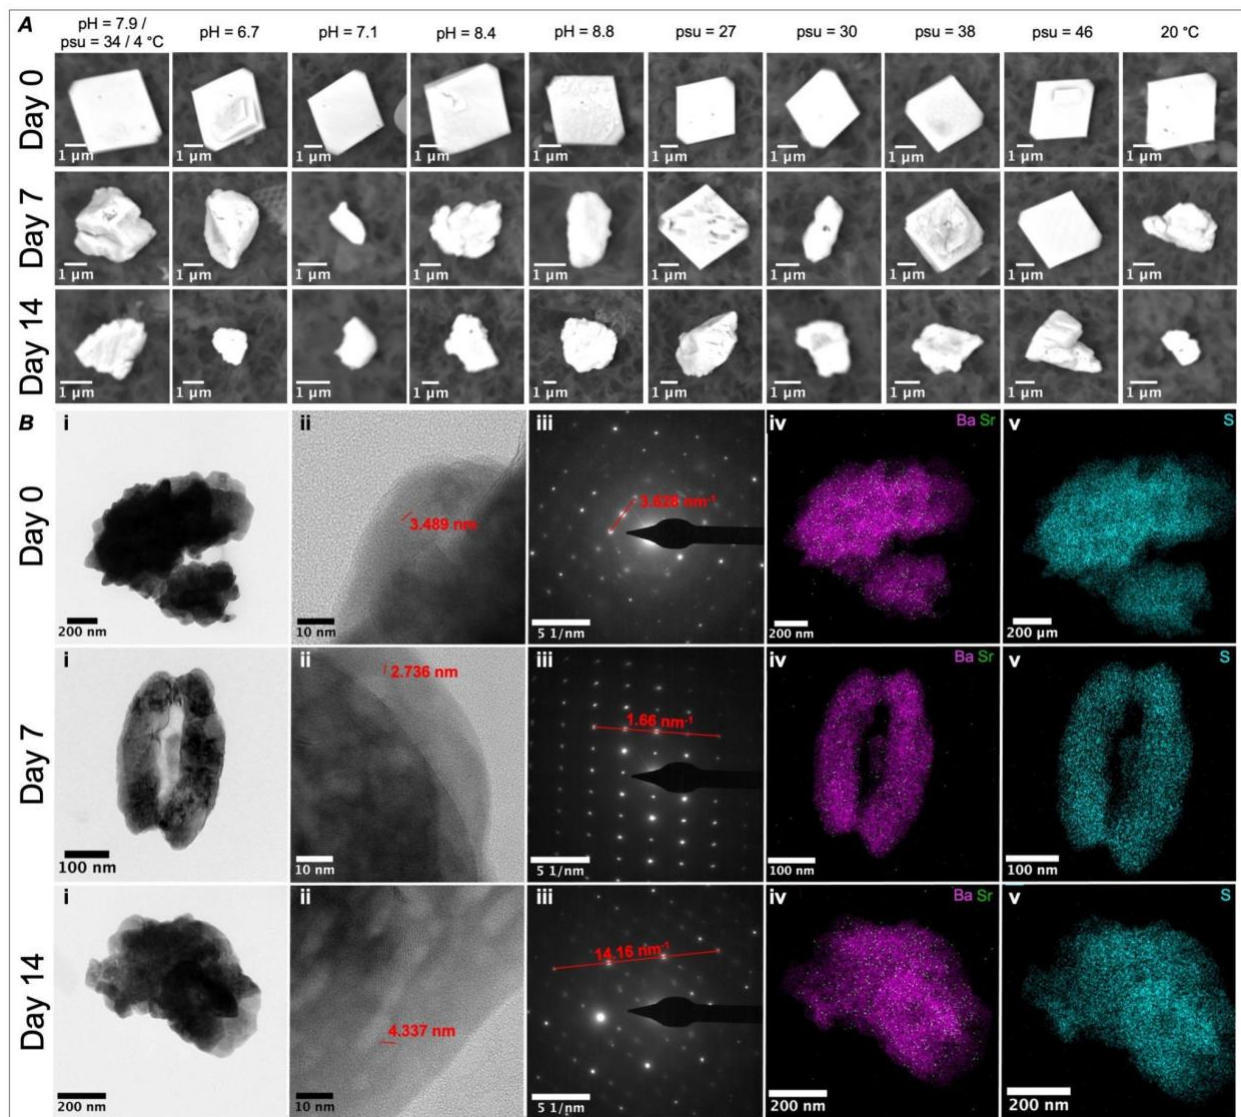 A
pH = 7.9 /
psu = 34 / 4 °C
pH = 6.7
pH = 7.1
pH = 8.4
pH = 8.8
psu = 27
psu = 30
psu = 38
psu = 46
20 °C
Day 0
1 μm
1 μm
1 μm
1 μm
1 μm
1 μm
1 μm
1 μm
1 μm
1 μm
Day 7
1 μm
1 μm
1 μm
1 μm
1 μm
1 μm
1 μm
1 μm
1 μm
1 μm
Day 14
1 μm
1 μm
1 μm
1 μm
1 μm
1 μm
1 μm
1 μm
1 μm
1 μm
B
Day 0
i
200 nm
ii
3.489 nm
10 nm
iii
3.628 nm⁻¹
5 1/nm
iv
Ba Sr
200 nm
v
S
200 μm
Day 7
i
100 nm
ii
2.736 nm
10 nm
iii
1.66 nm⁻¹
5 1/nm
iv
Ba Sr
100 nm
v
S
100 nm
Day 14
i
200 nm
ii
4.337 nm
10 nm
iii
14.16 nm⁻¹
5 1/nm
iv
Ba Sr
200 nm
v
S
200 nm